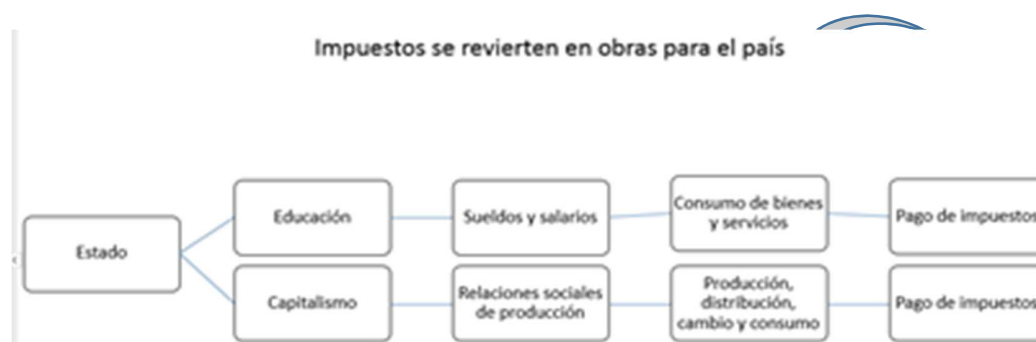 Impuestos se revierten en obras para el país
Estado
Educación
Sueldos y salarios
Consumo de bienes
y servicios
Pago de impuestos
Capitalismo
Relaciones sociales
de producción
Producción,
distribución,
cambio y consumo
Pago de impuestos